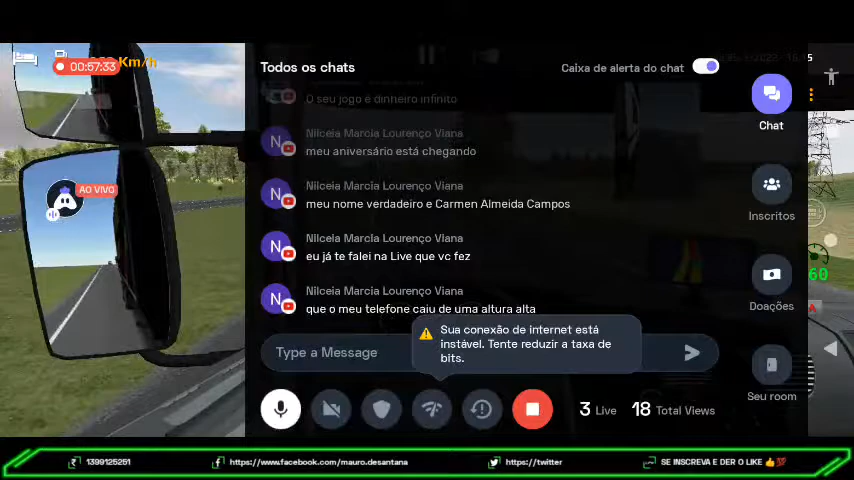 Km/h
00:57:33
Todos os chats
Caixa de alerta do chat
O seu jogo é dinheiro infinito
Chat
Nilceia Marcia Lourenço Viana
meu aniversário está chegando
AO VIVO
Nilceia Marcia Lourenço Viana
meu nome verdadeiro e Carmen Almeida Campos
Inscritos
Nilceia Marcia Lourenço Viana
eu já te falei na Live que vc fez
60
Nilceia Marcia Lourenço Viana
que o meu telefone caiu de uma altura alta
Doações
Sua conexão de internet está
instável. Tente reduzir a taxa de
bits.
Type a Message
Seu room
3 Live
18 Total Views
1399125251
https://www.facebook.com/mauro.desantana
https://twitter
SE INSCREVA E DER O LIKE 👍💯